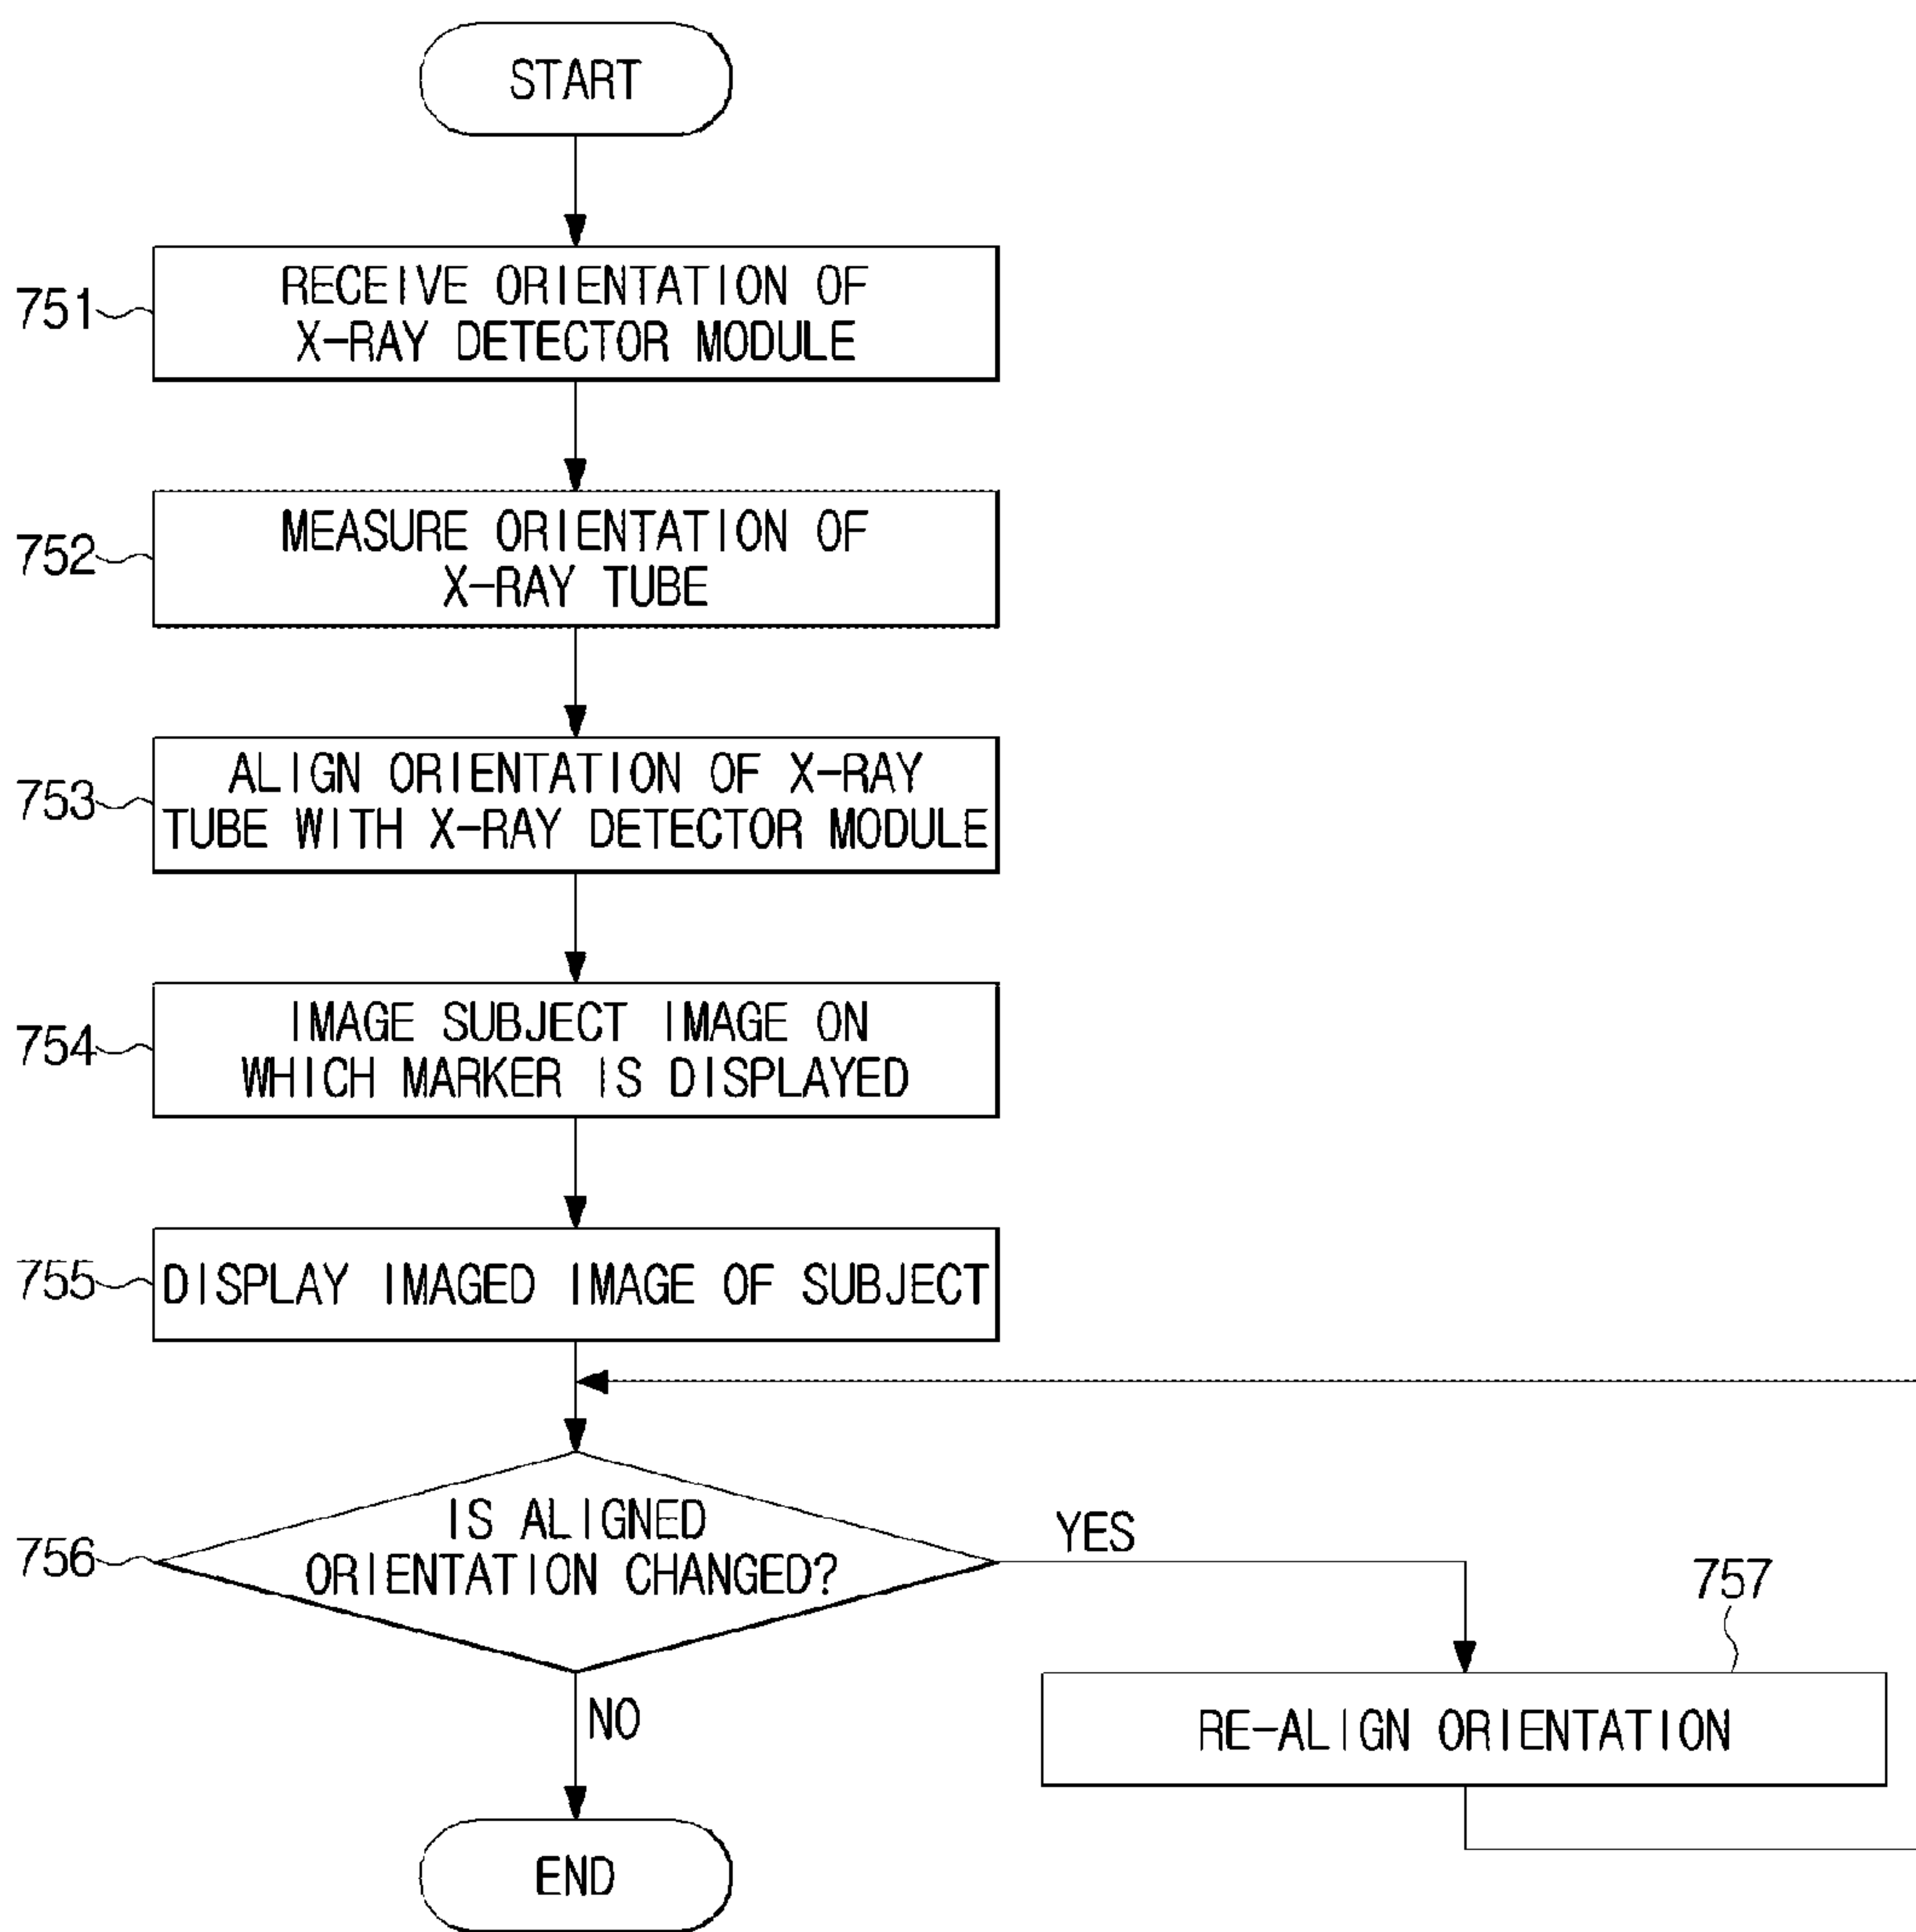 START
751
RECEIVE ORIENTATION OF
X-RAY DETECTOR MODULE
752
MEASURE ORIENTATION OF
X-RAY TUBE
753
ALIGN ORIENTATION OF X-RAY
TUBE WITH X-RAY DETECTOR MODULE
754
IMAGE SUBJECT IMAGE ON
WHICH MARKER IS DISPLAYED
755
DISPLAY IMAGED IMAGE OF SUBJECT
756
IS ALIGNED
ORIENTATION CHANGED?
YES
757
RE-ALIGN ORIENTATION
NO
END